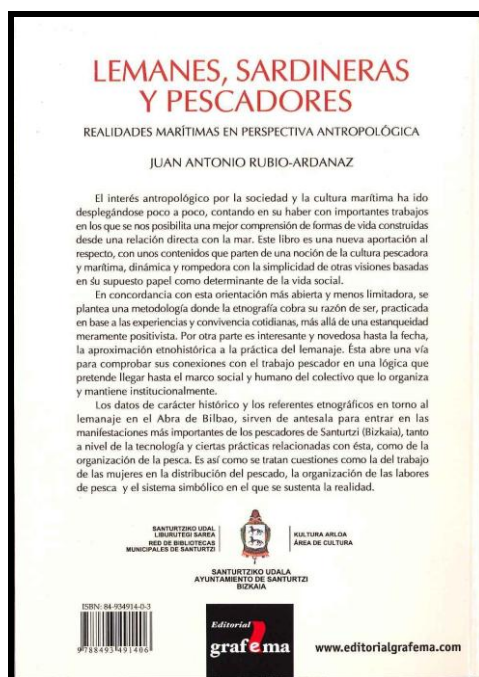 LEMANES, SARDINERAS
Y PESCADORES
REALIDADES MARÍTIMAS EN PERSPECTIVA ANTROPOLÓGICA
JUAN ANTONIO RUBIO-ARDANAZ
El interés antropológico por la sociedad y la cultura marítima ha ido
desplegándose poco a poco, contando en su haber con importantes trabajos
en los que se nos posibilita una mejor comprensión de formas de vida construidas
desde una relación directa con la mar. Este libro es una nueva aportación al
respecto, con unos contenidos que parten de una noción de la cultura pescadora
y marítima, dinámica y rompedora con la simplicidad de otras visiones basadas
en su supuesto papel como determinante de la vida social.
En concordancia con esta orientación más abierta y menos limitadora, se
plantea una metodología donde la etnografía cobra su razón de ser, practicada
en base a las experiencias y convivencia cotidianas, más allá de una estanqueidad
meramente positivista. Por otra parte es interesante y novedosa hasta la fecha,
la aproximación etnohistórica a la práctica del lemanaje. Ésta abre una vía
para comprobar sus conexiones con el trabajo pescador en una lógica que
pretende llegar hasta el marco social y humano del colectivo que lo organiza
y mantiene institucionalmente.
Los datos de carácter histórico y los referentes etnográficos en torno al
lemanaje en el Abra de Bilbao, sirven de antesala para entrar en las
manifestaciones más importantes de los pescadores de Santurtzi (Bizkaia), tanto
a nivel de la tecnología y ciertas prácticas relacionadas con ésta, como de la
organización de la pesca. Es así como se tratan cuestiones como la del trabajo
de las mujeres en la distribución del pescado, la organización de las labores
de pesca y el sistema simbólico en el que se sustenta la realidad.
SANTURTZIKO UDAL
LIBURUTEGI SAREA
RED DE BIBLIOTECAS
MUNICIPALES DE SANTURTZI
KULTURA ARLOA
ÁREA DE CULTURA
SANTURTZIKO UDALA
AYUNTAMIENTO DE SANTURTZI
BIZKAIA
ISBN: 84-934914-0-3
9 788493 491406
Editorial
grafema
www.editorialgrafema.com